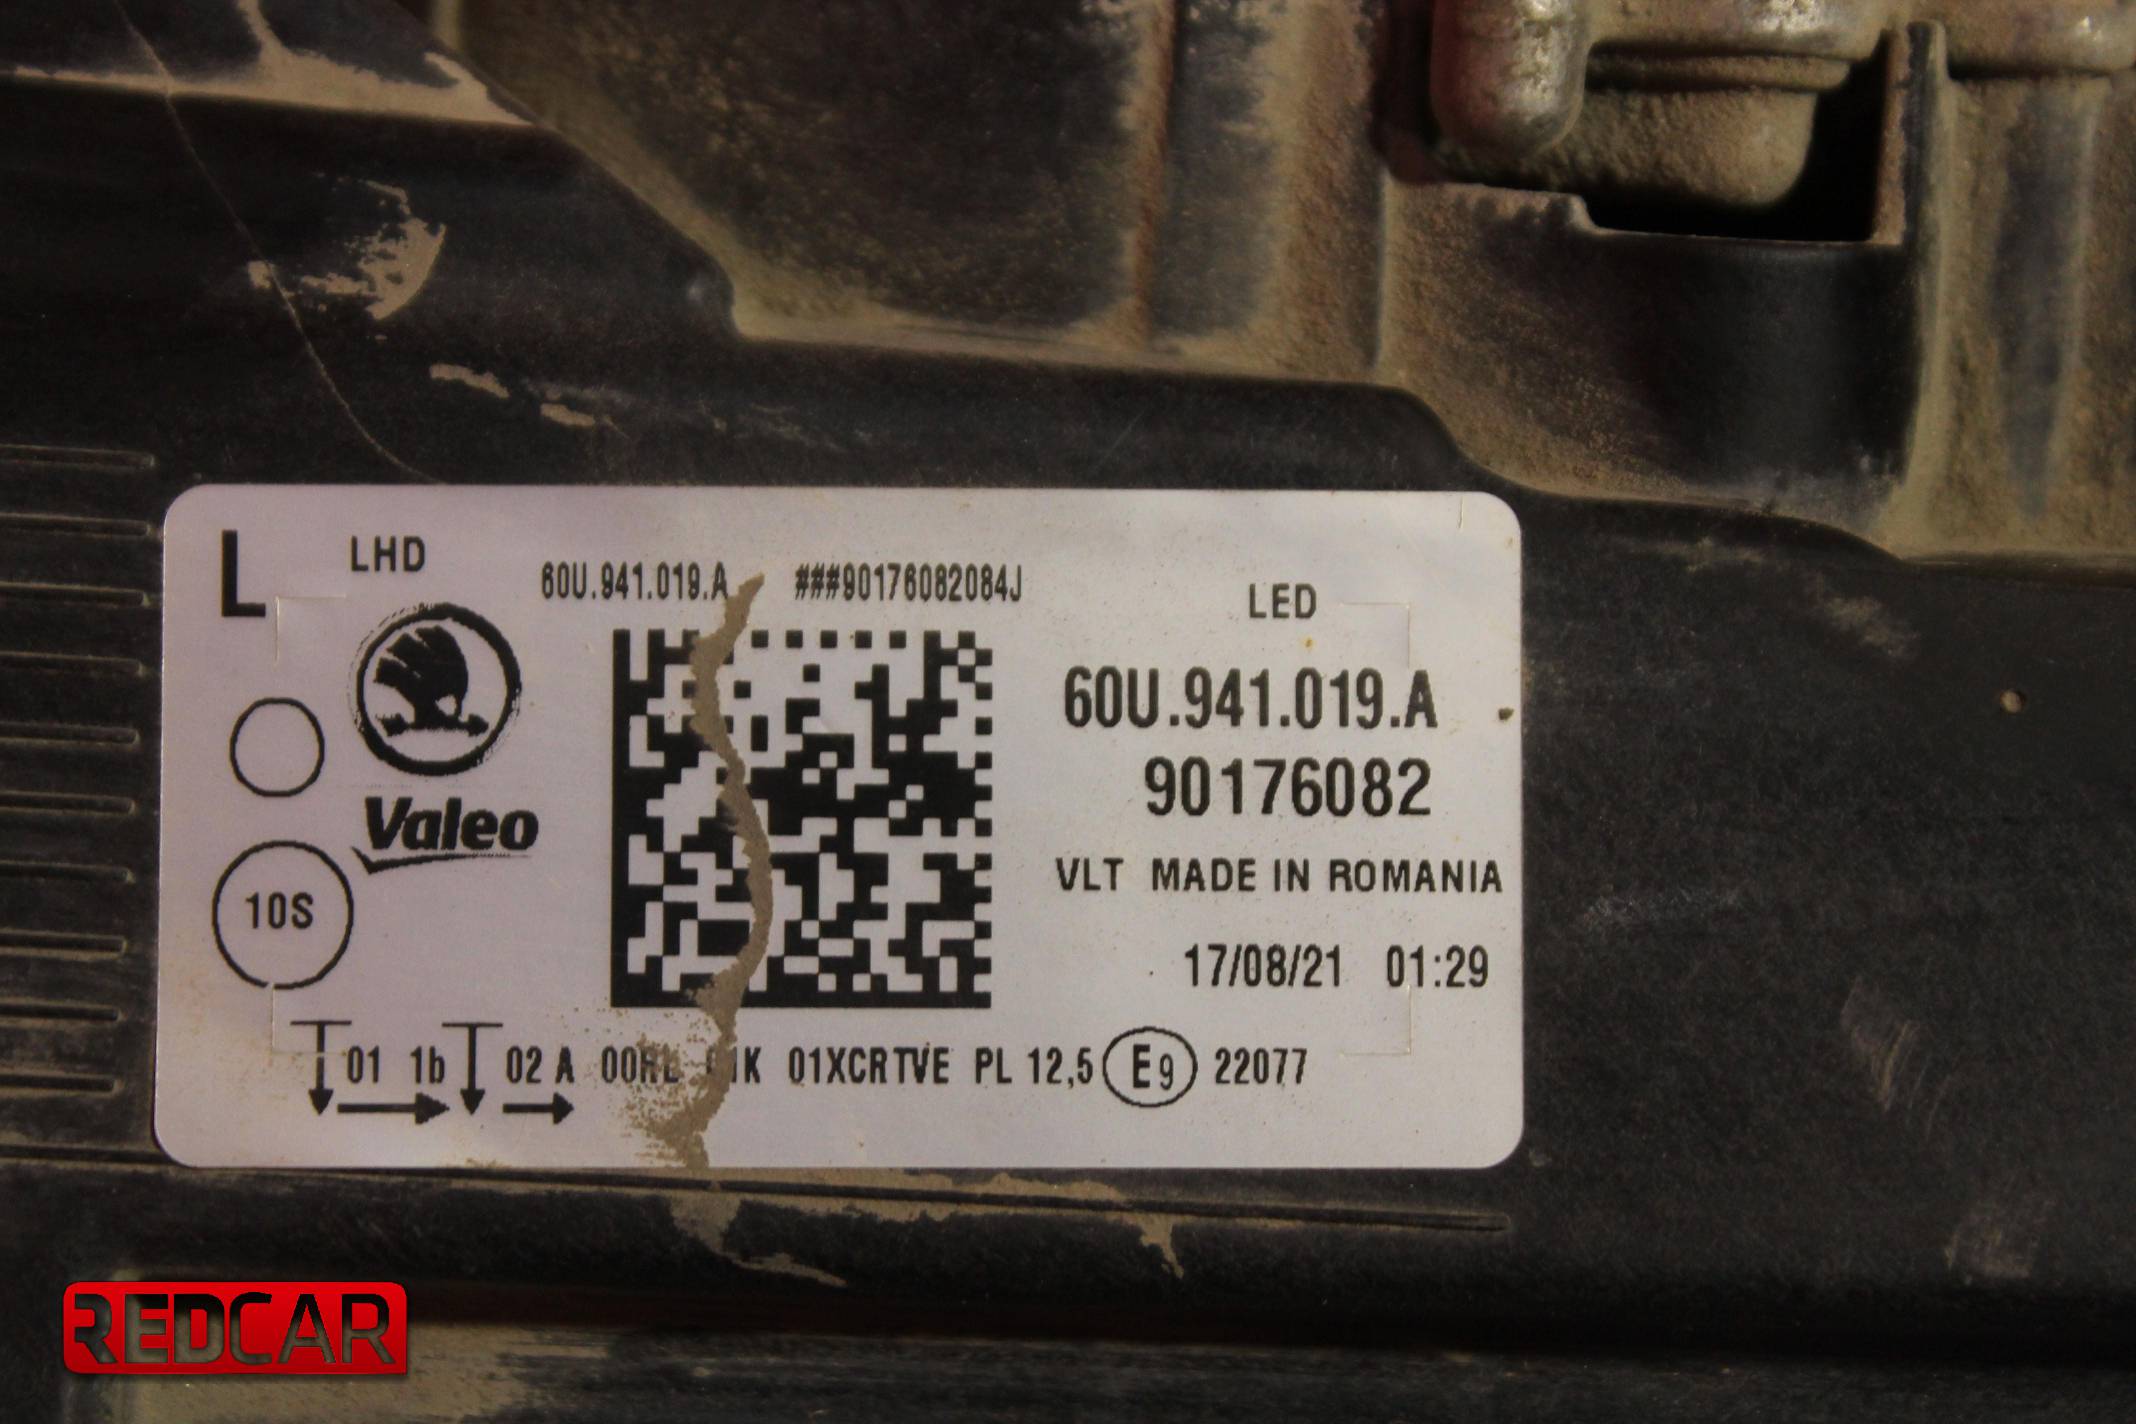 L LHD
60U.941.019.A ###90176082084J
LED
60U.941.019.A
Valeo
90176082
VLT MADE IN ROMANIA
10S
17/08/21 01:29
01 1b 02 A 01XCRTVE PL 12,5 E9 22077
REDCAR